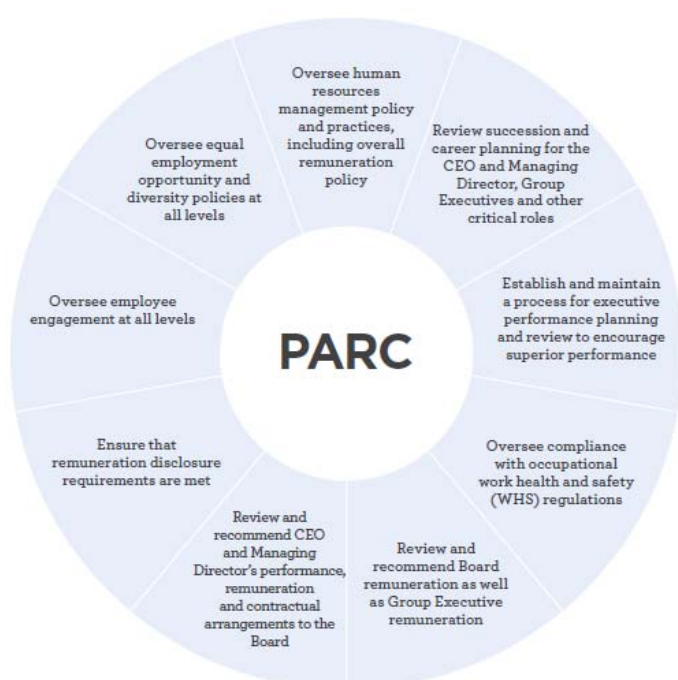 Oversee human
resources
management policy
and practices,
including overall
remuneration
policy
Review succession and
career planning for the
CEO and Managing
Director, Group
Executives and other
critical roles
Establish and maintain
a process for executive
performance planning
and review to encourage
superior performance
Oversee compliance
with occupational
work health and safety
(WHS) regulations
Review and
recommend Board
remuneration as well
as Group Executive
remuneration
Review and
recommend CEO
and Managing
Director's performance,
remuneration
and contractual
arrangements to the
Board
Ensure that
remuneration disclosure
requirements are met
Oversee employee
engagement at all levels
Oversee equal
employment
opportunity and
diversity policies at
all levels
PARC